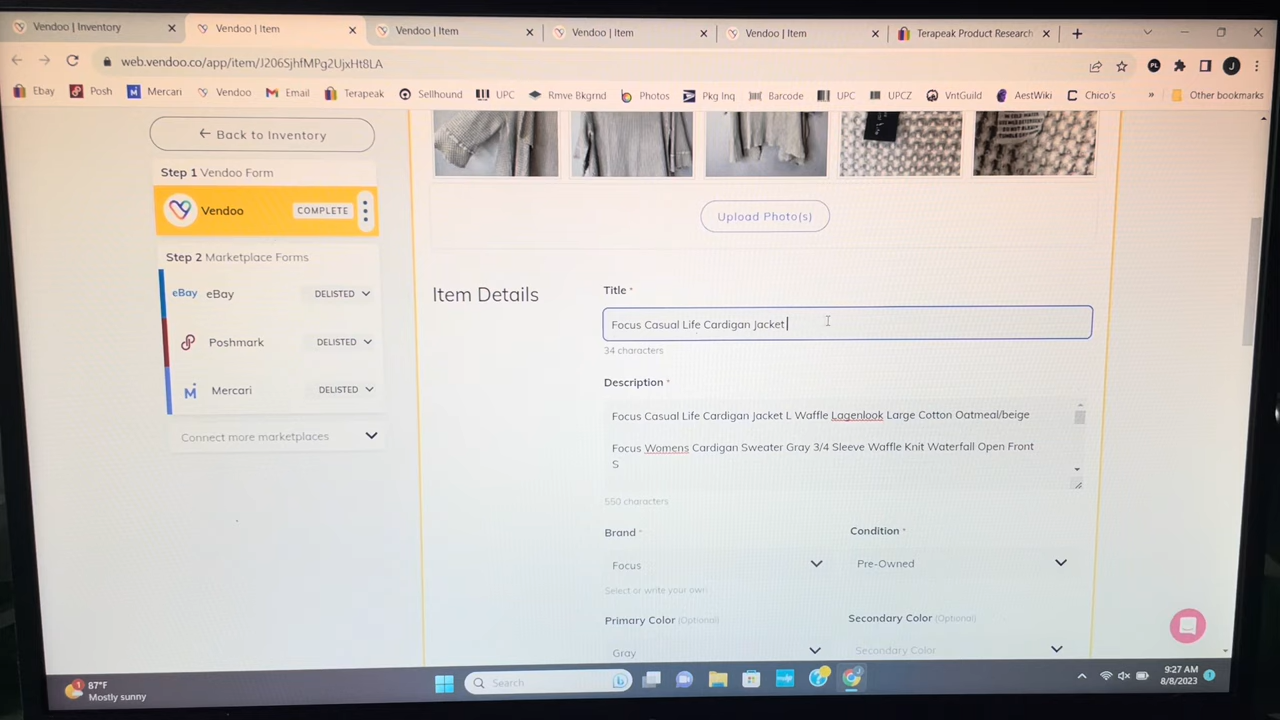 Vendoo | Inventory
Vendoo | Item
Vendoo | Item
Vendoo | Item
Vendoo | Item
Terapeak Product Research
web.vendoo.co/app/item/J206SjhfMPg2UjxHt8LA
Ebay
Posh
Mercari
Vendoo
Email
Terapeak
Sellhound
UPC
Rmve Bkgrnd
Photos
Pkg Inq
Barcode
UPC
UPCZ
VntGuild
AestWiki
Chico's
»
Other bookmarks
← Back to Inventory
Step 1 Vendoo Form
Vendoo
COMPLETE
Step 2 Marketplace Forms
eBay eBay
DELISTED
Poshmark
DELISTED
Mercari
DELISTED
Connect more marketplaces
Upload Photo(s)
Item Details
Title *
Focus Casual Life Cardigan Jacket
34 characters
Description *
Focus Casual Life Cardigan Jacket L Waffle Lagenlook Large Cotton Oatmeal/beige
Focus Womens Cardigan Sweater Gray 3/4 Sleeve Waffle Knit Waterfall Open Front
S
550 characters
Brand *
Focus
Select or write your own
Condition *
Pre-Owned
Primary Color (Optional)
Gray
Secondary Color (Optional)
Secondary Color
87°F
Mostly sunny
Search
9:27 AM
8/8/2023